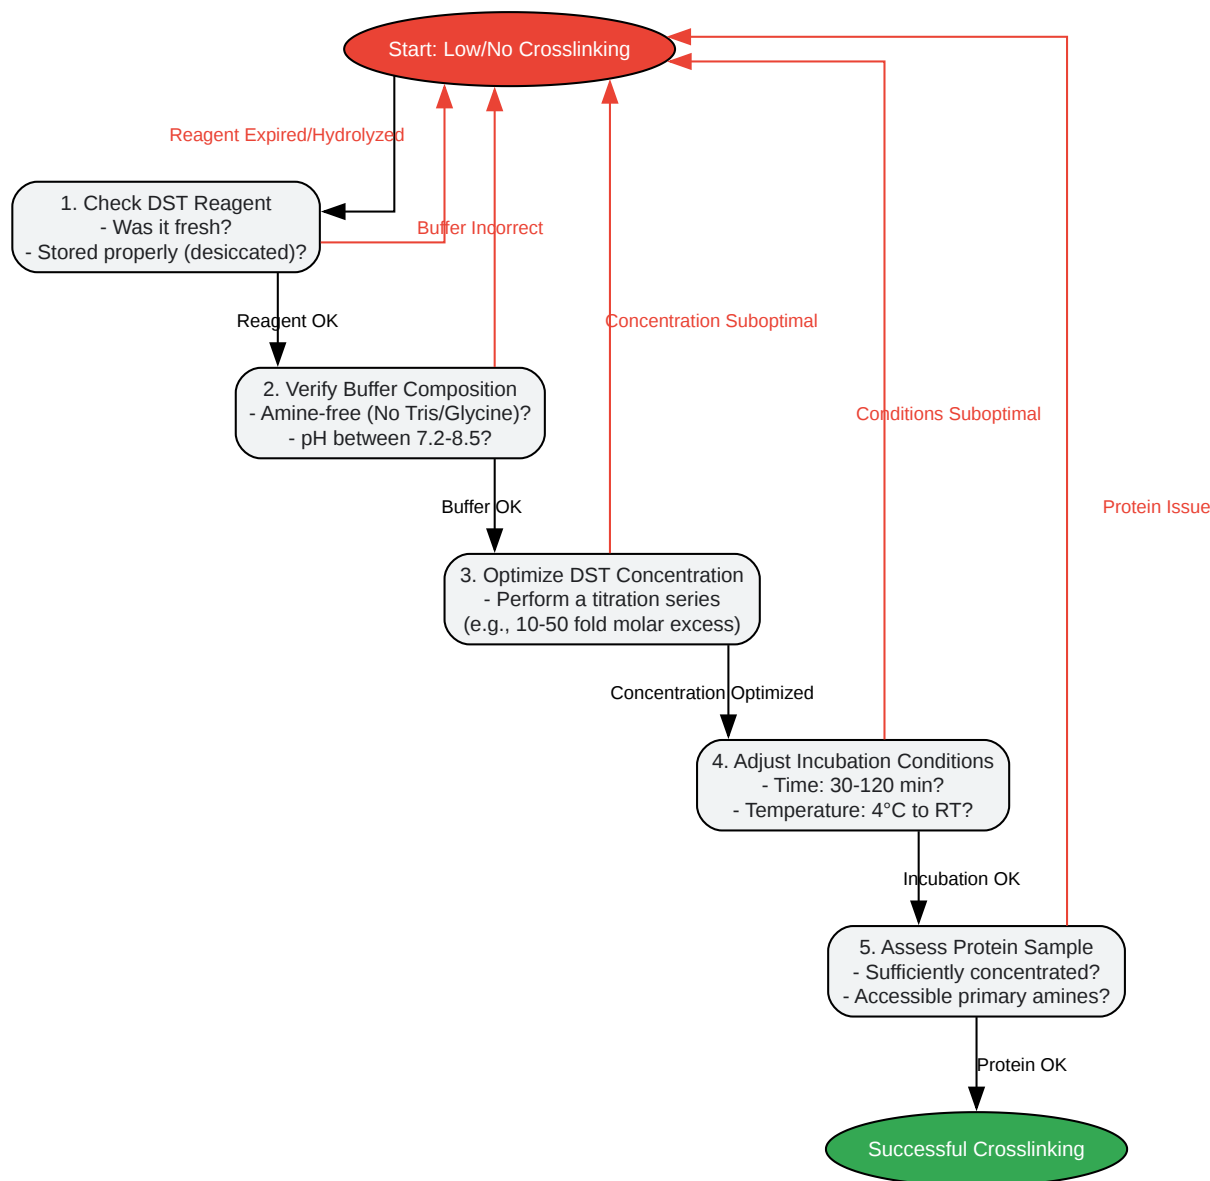 Start: Low/No Crosslinking
Reagent Expired/Hydrolyzed
1. Check DST Reagent
- Was it fresh?
- Stored properly (desiccated)?
Buffer Incorrect
Reagent OK
Concentration Suboptimal
2. Verify Buffer Composition
- Amine-free (No Tris/Glycine)?
- pH between 7.2-8.5?
Conditions Suboptimal
Buffer OK
Protein Issue
3. Optimize DST Concentration
- Perform a titration series
(e.g., 10-50 fold molar excess)
Concentration Optimized
4. Adjust Incubation Conditions
- Time: 30-120 min?
- Temperature: 4°C to RT?
Incubation OK
5. Assess Protein Sample
- Sufficiently concentrated?
- Accessible primary amines?
Protein OK
Successful Crosslinking